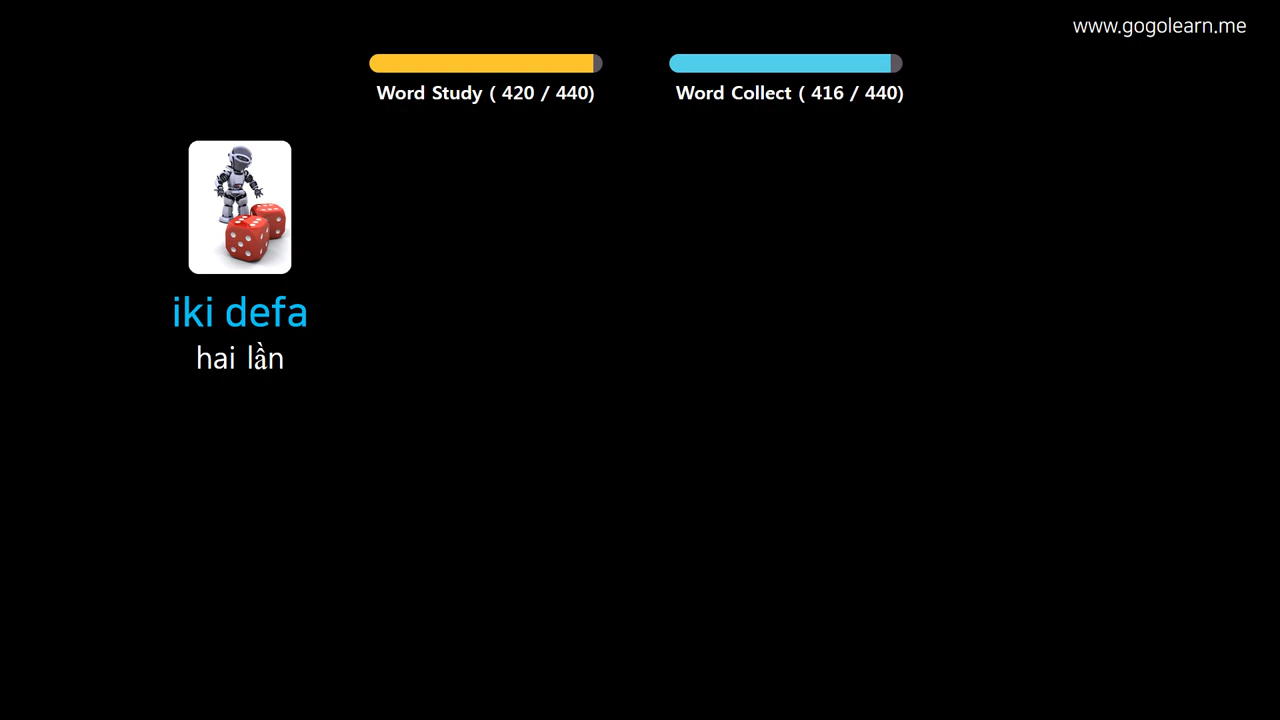 www.gogolearn.me
Word Study ( 420 / 440)
Word Collect ( 416 / 440)
iki defa
hai lần